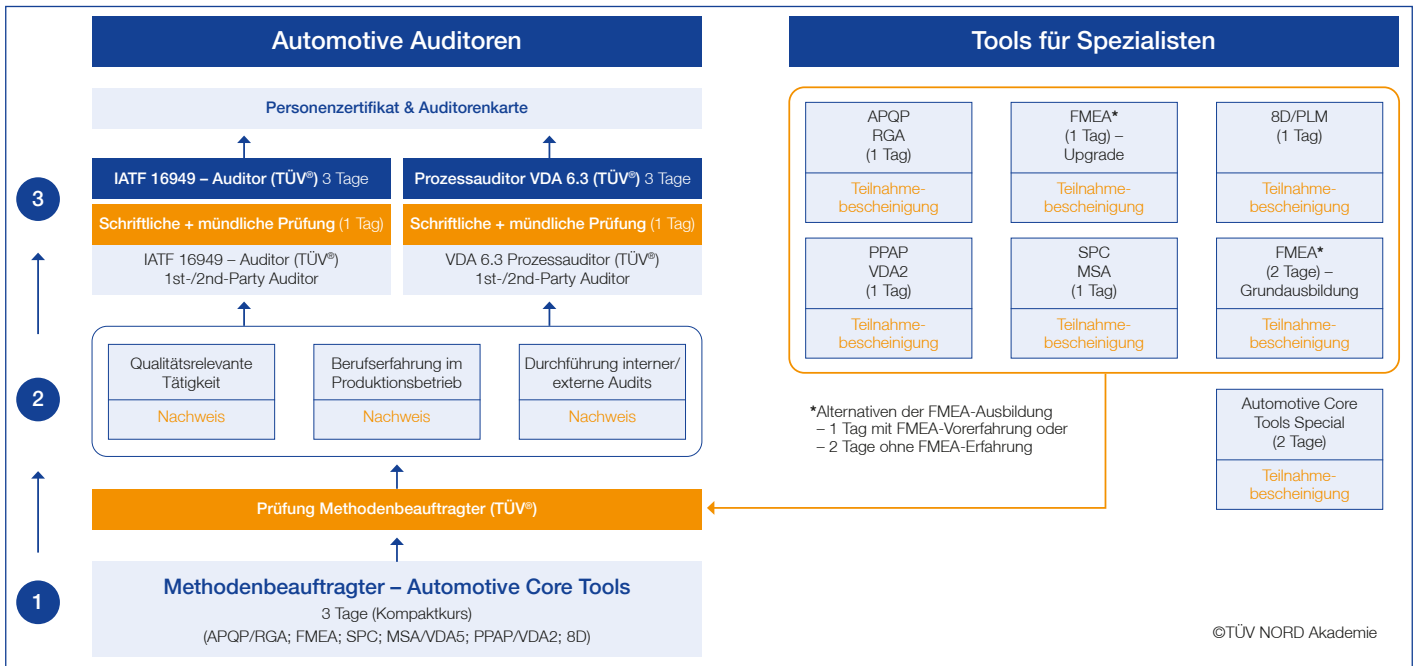 Automotive Auditoren
Personenzertifikat & Auditorenkarte
3
IATF 16949 – Auditor (TÜV®) 3 Tage
Schriftliche + mündliche Prüfung (1 Tag)
IATF 16949 – Auditor (TÜV®)
1st-/2nd-Party Auditor
Prozessauditor VDA 6.3 (TÜV®) 3 Tage
Schriftliche + mündliche Prüfung (1 Tag)
VDA 6.3 Prozessauditor (TÜV®)
1st-/2nd-Party Auditor
2
Qualitätsrelevante
Tätigkeit
Nachweis
Berufserfahrung im
Produktionsbetrieb
Nachweis
Durchführung interner/
externe Audits
Nachweis
Prüfung Methodenbeauftragter (TÜV®)
1
Methodenbeauftragter – Automotive Core Tools
3 Tage (Kompaktkurs)
(APQP/RGA; FMEA; SPC; MSA/VDA5; PPAP/VDA2; 8D)
Tools für Spezialisten
APQP
RGA
(1 Tag)
Teilnahme-
bescheinigung
FMEA*
(1 Tag) –
Upgrade
Teilnahme-
bescheinigung
8D/PLM
(1 Tag)
Teilnahme-
bescheinigung
PPAP
VDA2
(1 Tag)
Teilnahme-
bescheinigung
SPC
MSA
(1 Tag)
Teilnahme-
bescheinigung
FMEA*
(2 Tage) –
Grundausbildung
Teilnahme-
bescheinigung
*Alternativen der FMEA-Ausbildung
– 1 Tag mit FMEA-Vorerfahrung oder
– 2 Tage ohne FMEA-Erfahrung
Automotive Core
Tools Special
(2 Tage)
Teilnahme-
bescheinigung
©TÜV NORD Akademie